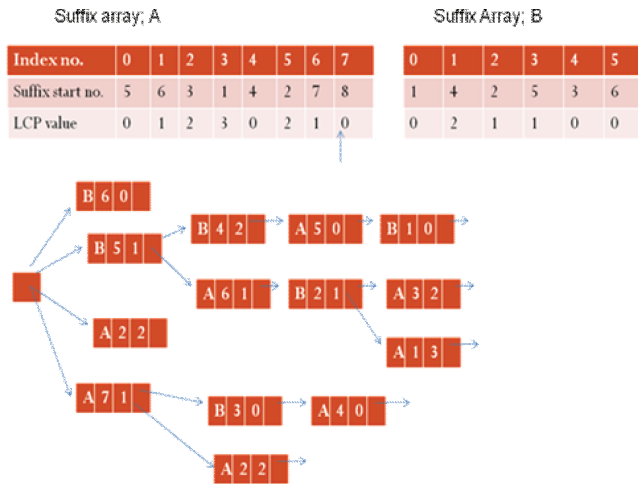 Suffix array; A
Suffix Array; B
Index no. 0 1 2 3 4 5 6 7
Suffix start no. 5 6 3 1 4 2 7 8
LCP value 0 1 2 3 0 2 1 0
0 1 2 3 4 5
1 4 2 5 3 6
0 2 1 1 0 0
B 6 0
B 4 2 A 5 0 B 1 0
B 5 1
A 6 1 B 2 1 A 3 2
A 2 2
A 1 3
A 7 1
B 3 0 A 4 0
A 2 2